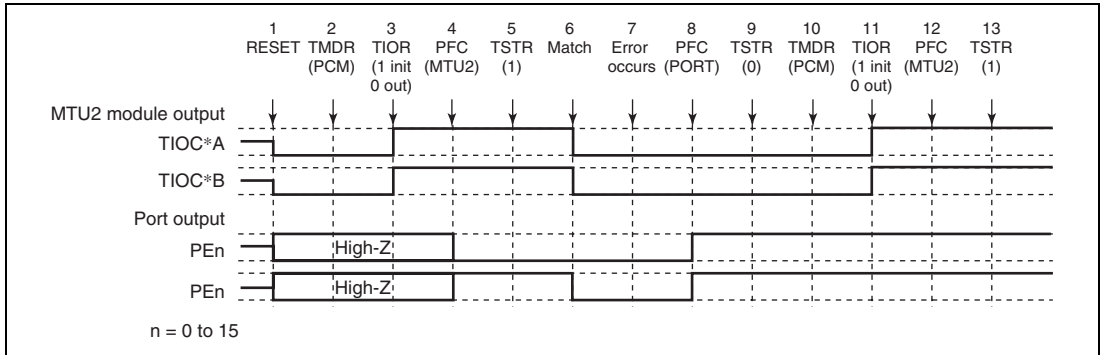 1 2 3 4 5 6 7 8 9 10 11 12 13
RESET TMDR TIOR PFC TSTR Match Error PFC TSTR TMDR TIOR PFC TSTR
(PCM) (1 init (MTU2) (1) occurs (PORT) (0) (PCM) (1 init (MTU2) (1)
0 out) 0 out)
MTU2 module output
TIOC*A
TIOC*B
Port output
PEn High-Z
PEn High-Z
n = 0 to 15